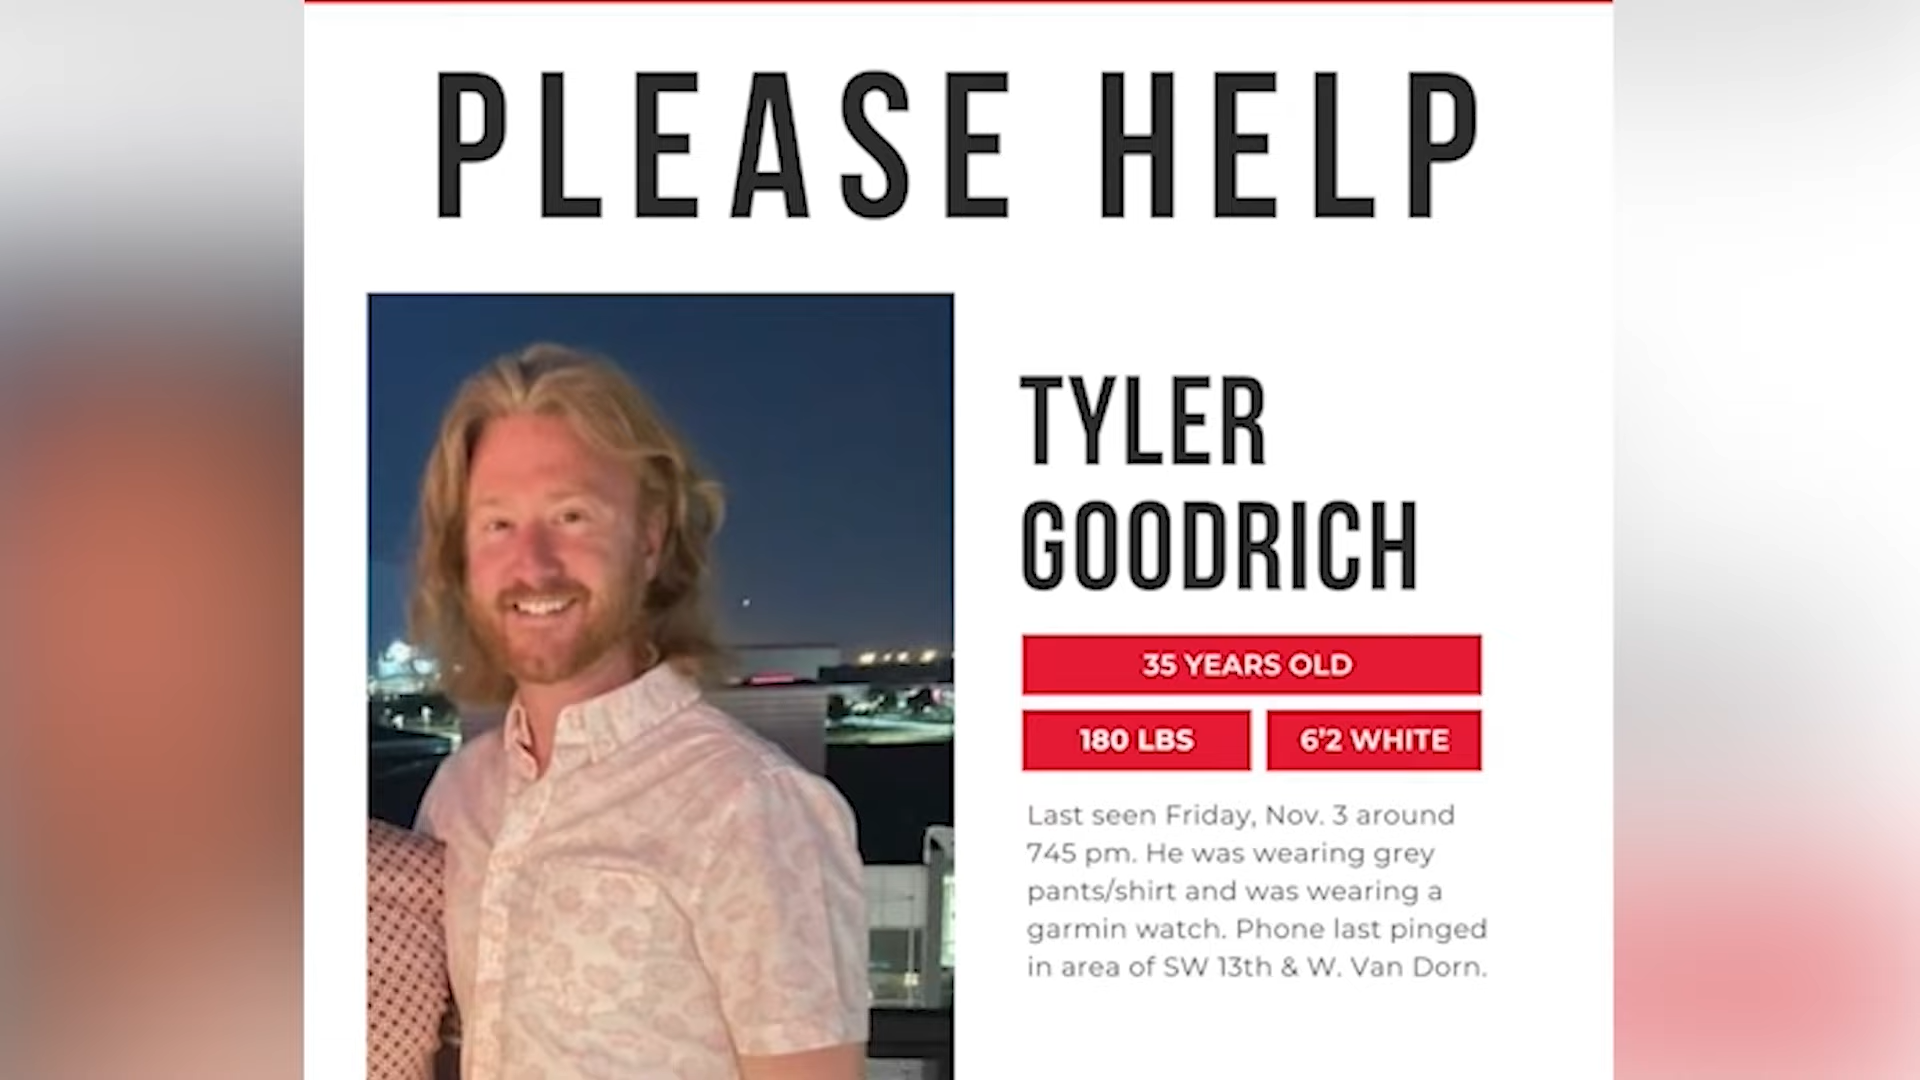 PLEASE HELP
TYLER
GOODRICH
35 YEARS OLD
180 LBS
6'2 WHITE
Last seen Friday, Nov. 3 around
745 pm. He was wearing grey
pants/shirt and was wearing a
garmin watch. Phone last pinged
in area of SW 13th & W. Van Dorn.